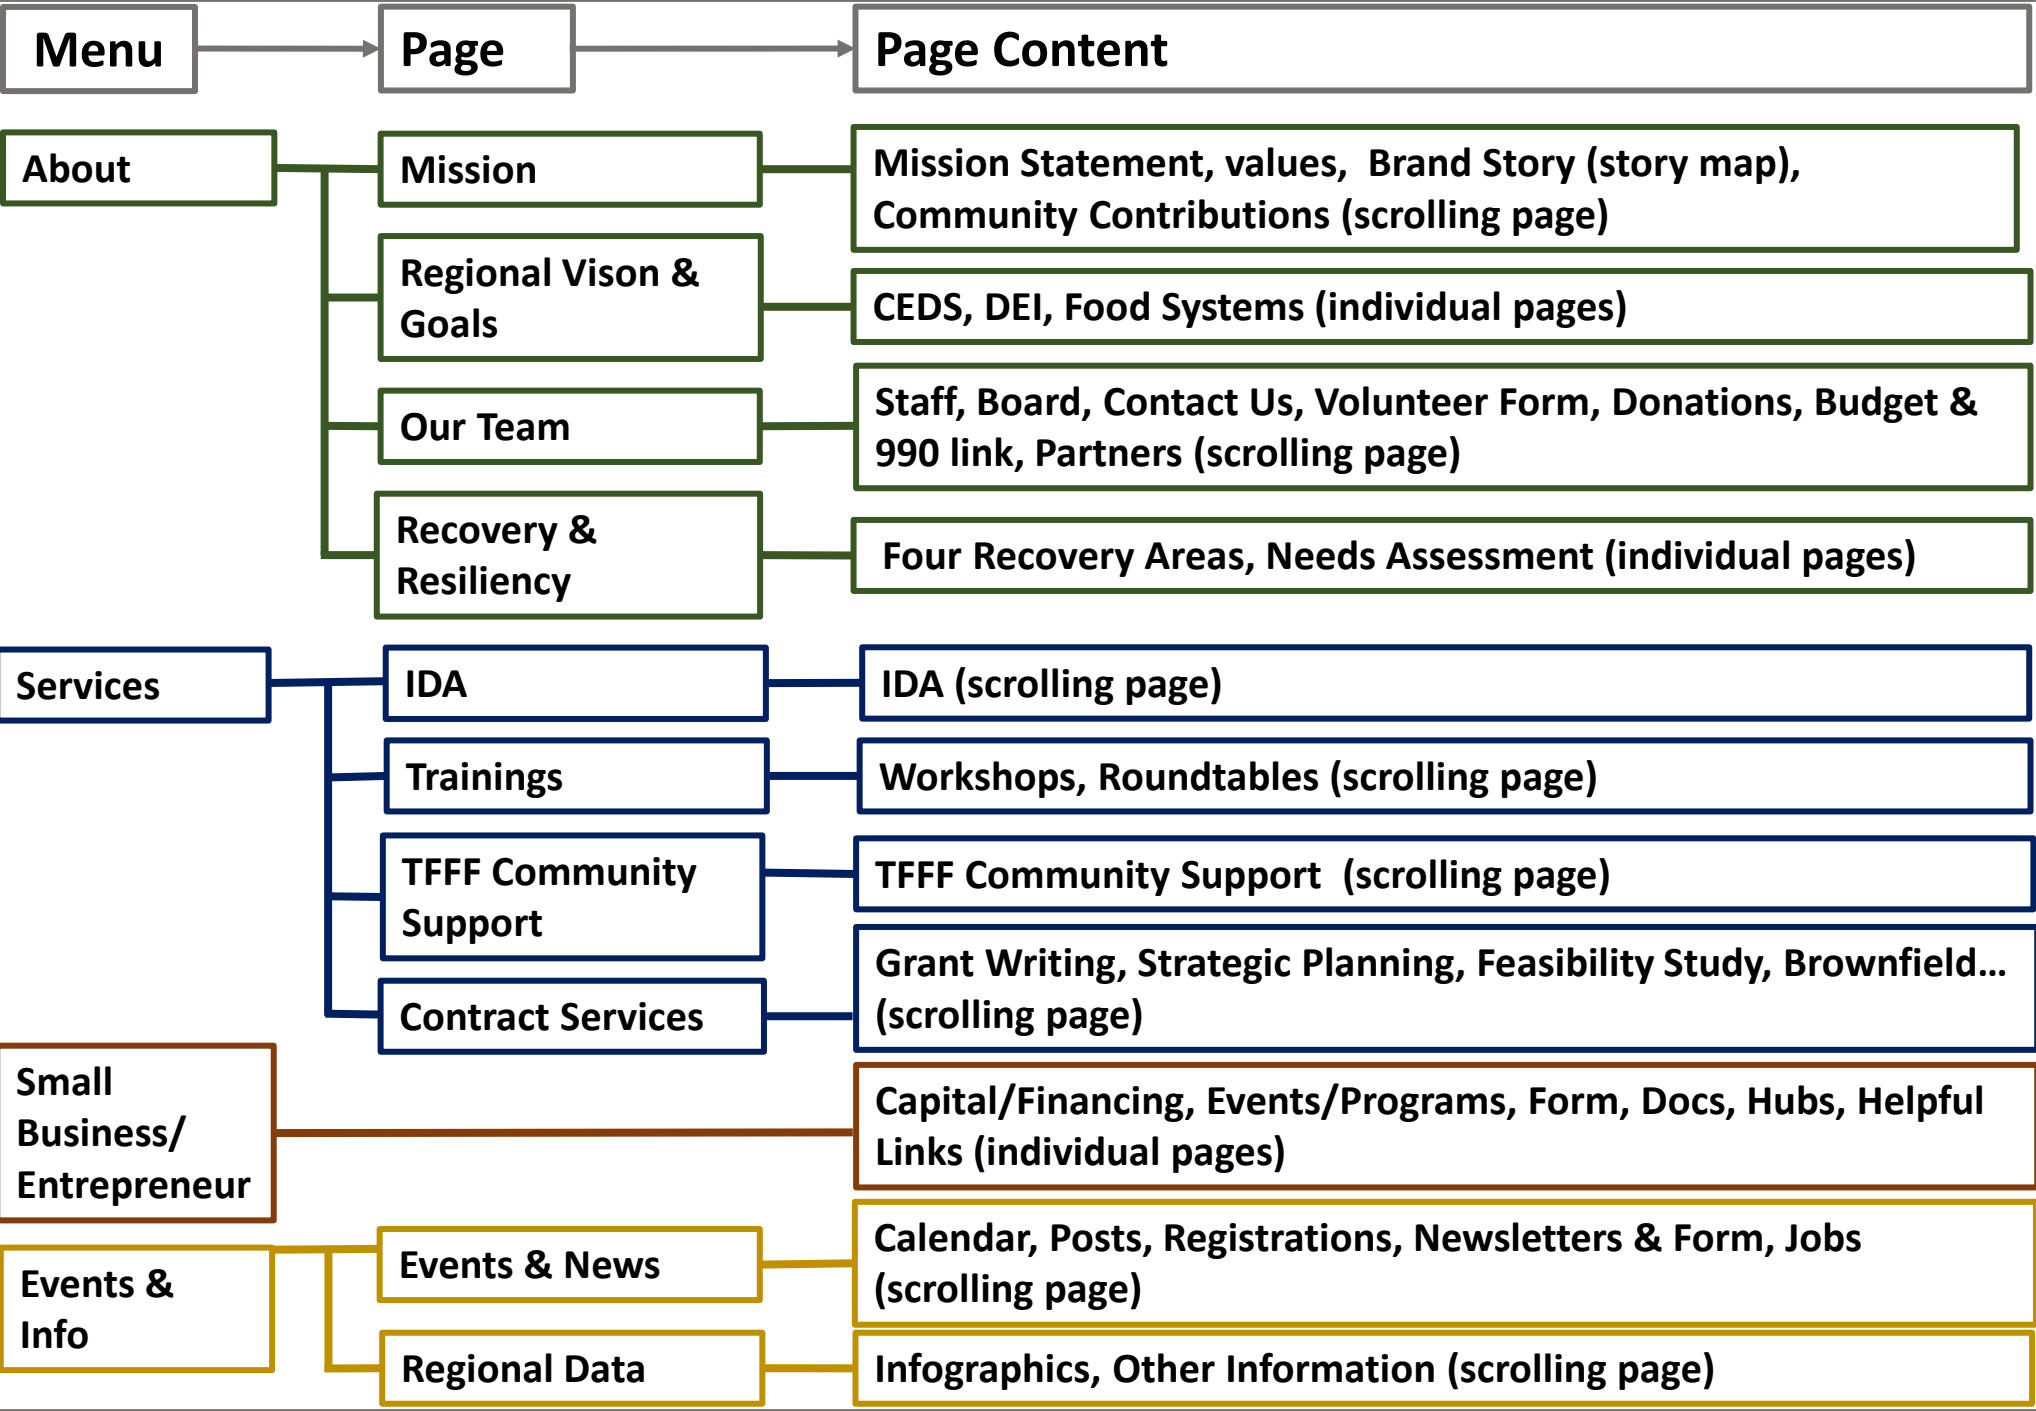 Menu
Page
Page Content
About
Mission
Mission Statement, values, Brand Story (story map),
Community Contributions (scrolling page)
Regional Vison &
Goals
CEDS, DEI, Food Systems (individual pages)
Our Team
Staff, Board, Contact Us, Volunteer Form, Donations, Budget &
990 link, Partners (scrolling page)
Recovery &
Resiliency
Four Recovery Areas, Needs Assessment (individual pages)
Services
IDA
IDA (scrolling page)
Trainings
Workshops, Roundtables (scrolling page)
TFFF Community
Support
TFFF Community Support (scrolling page)
Contract Services
Grant Writing, Strategic Planning, Feasibility Study, Brownfield...
(scrolling page)
Small
Business/
Entrepreneur
Capital/Financing, Events/Programs, Form, Docs, Hubs, Helpful
Links (individual pages)
Events &
Info
Events & News
Calendar, Posts, Registrations, Newsletters & Form, Jobs
(scrolling page)
Regional Data
Infographics, Other Information (scrolling page)